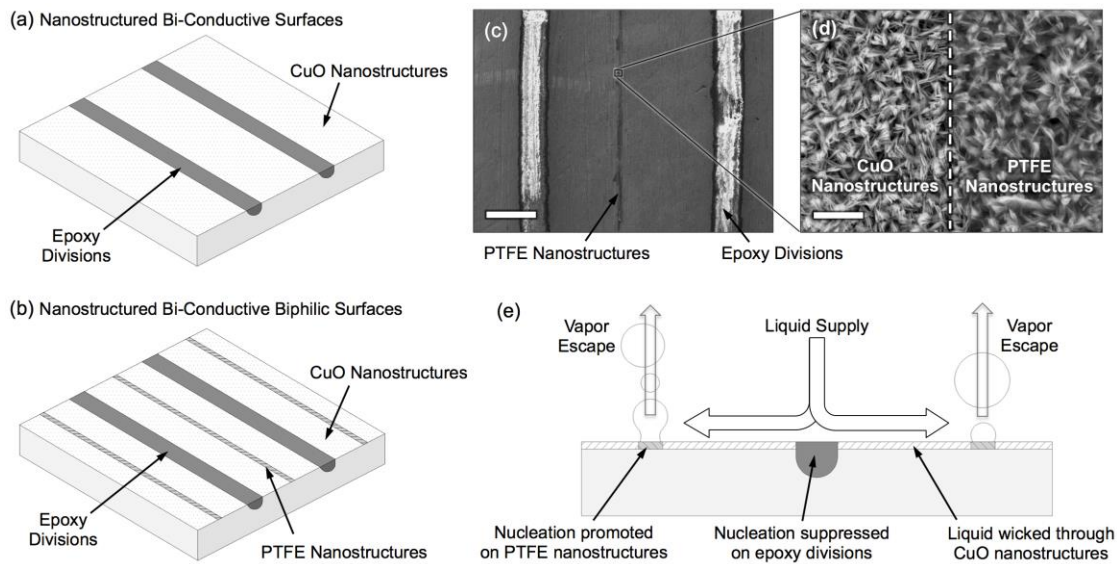 (a) Nanostructured Bi-Conductive Surfaces
CuO Nanostructures
Epoxy
Divisions
(b) Nanostructured Bi-Conductive Biphilic Surfaces
CuO Nanostructures
Epoxy
Divisions
PTFE Nanostructures
(c)
PTFE Nanostructures
Epoxy Divisions
(d)
CuO
Nanostructures
PTFE
Nanostructures
(e)
Vapor
Escape
Liquid Supply
Vapor
Escape
Nucleation promoted
on PTFE nanostructures
Nucleation suppressed
on epoxy divisions
Liquid wicked through
CuO nanostructures